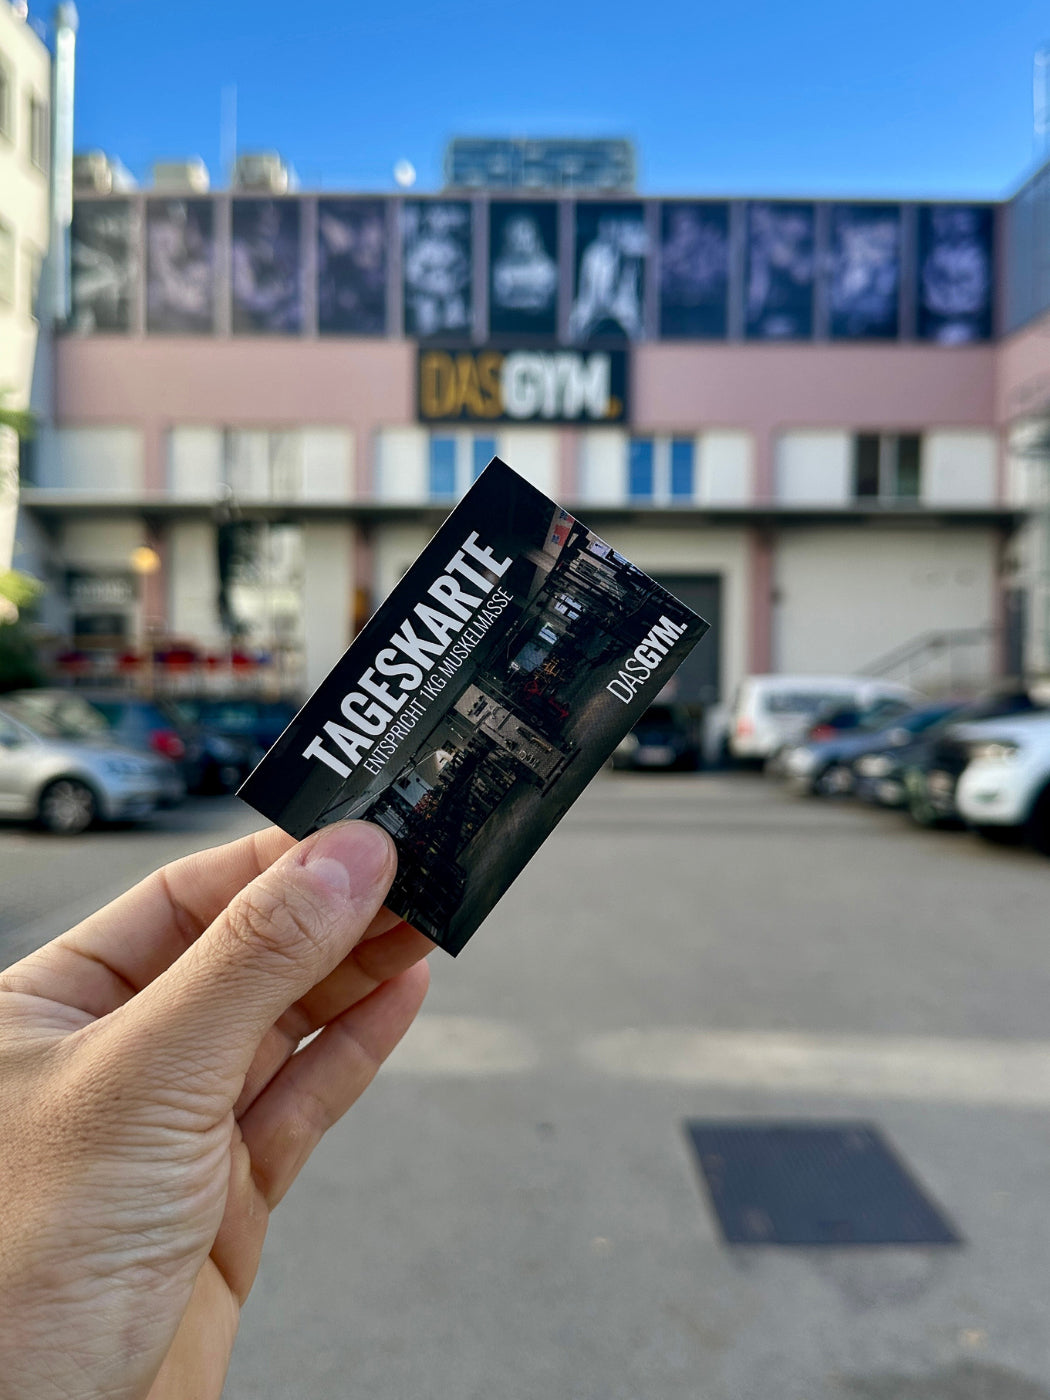 DASGYM.
TAGESKARTE
ENTSPRICHT 1KG MUSKELMASSE
DASGYM.